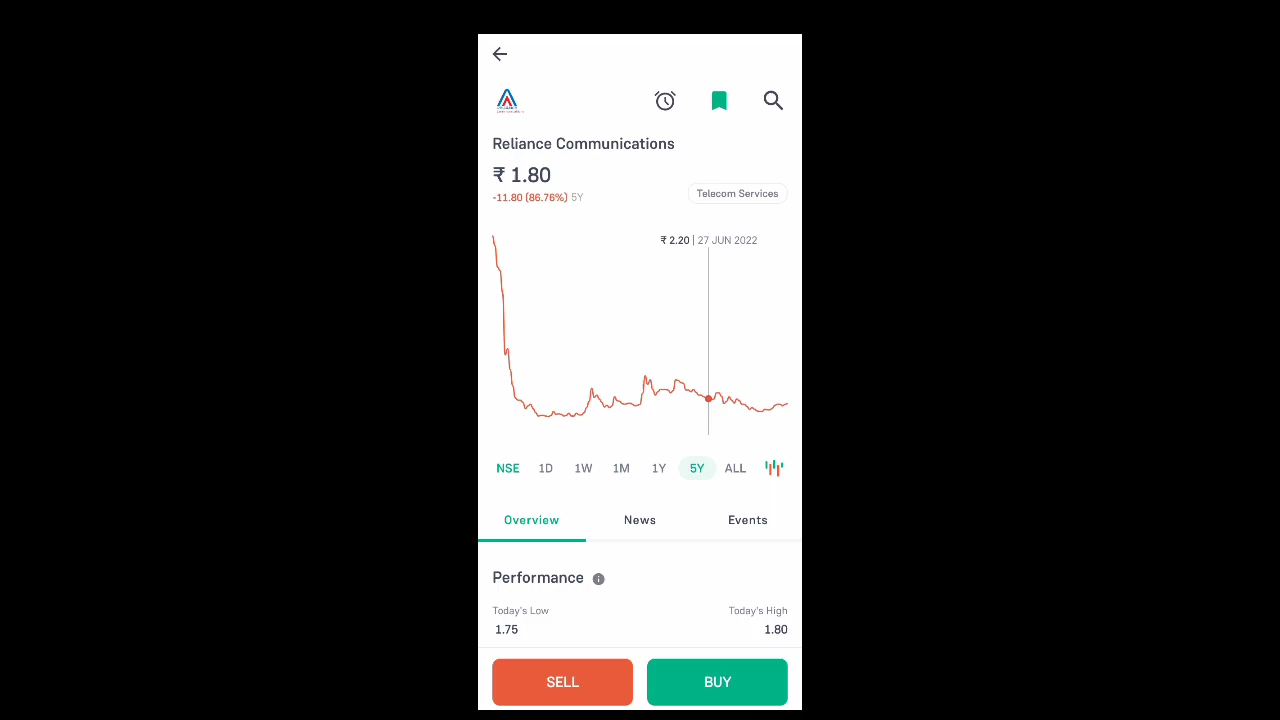 Reliance Communications
₹ 1.80
-11.80 (86.76%) 5Y
Telecom Services
₹ 2.20 | 27 JUN 2022
NSE 1D 1W 1M 1Y 5Y ALL
Overview News Events
Performance
Today's Low Today's High
1.75 1.80
SELL BUY